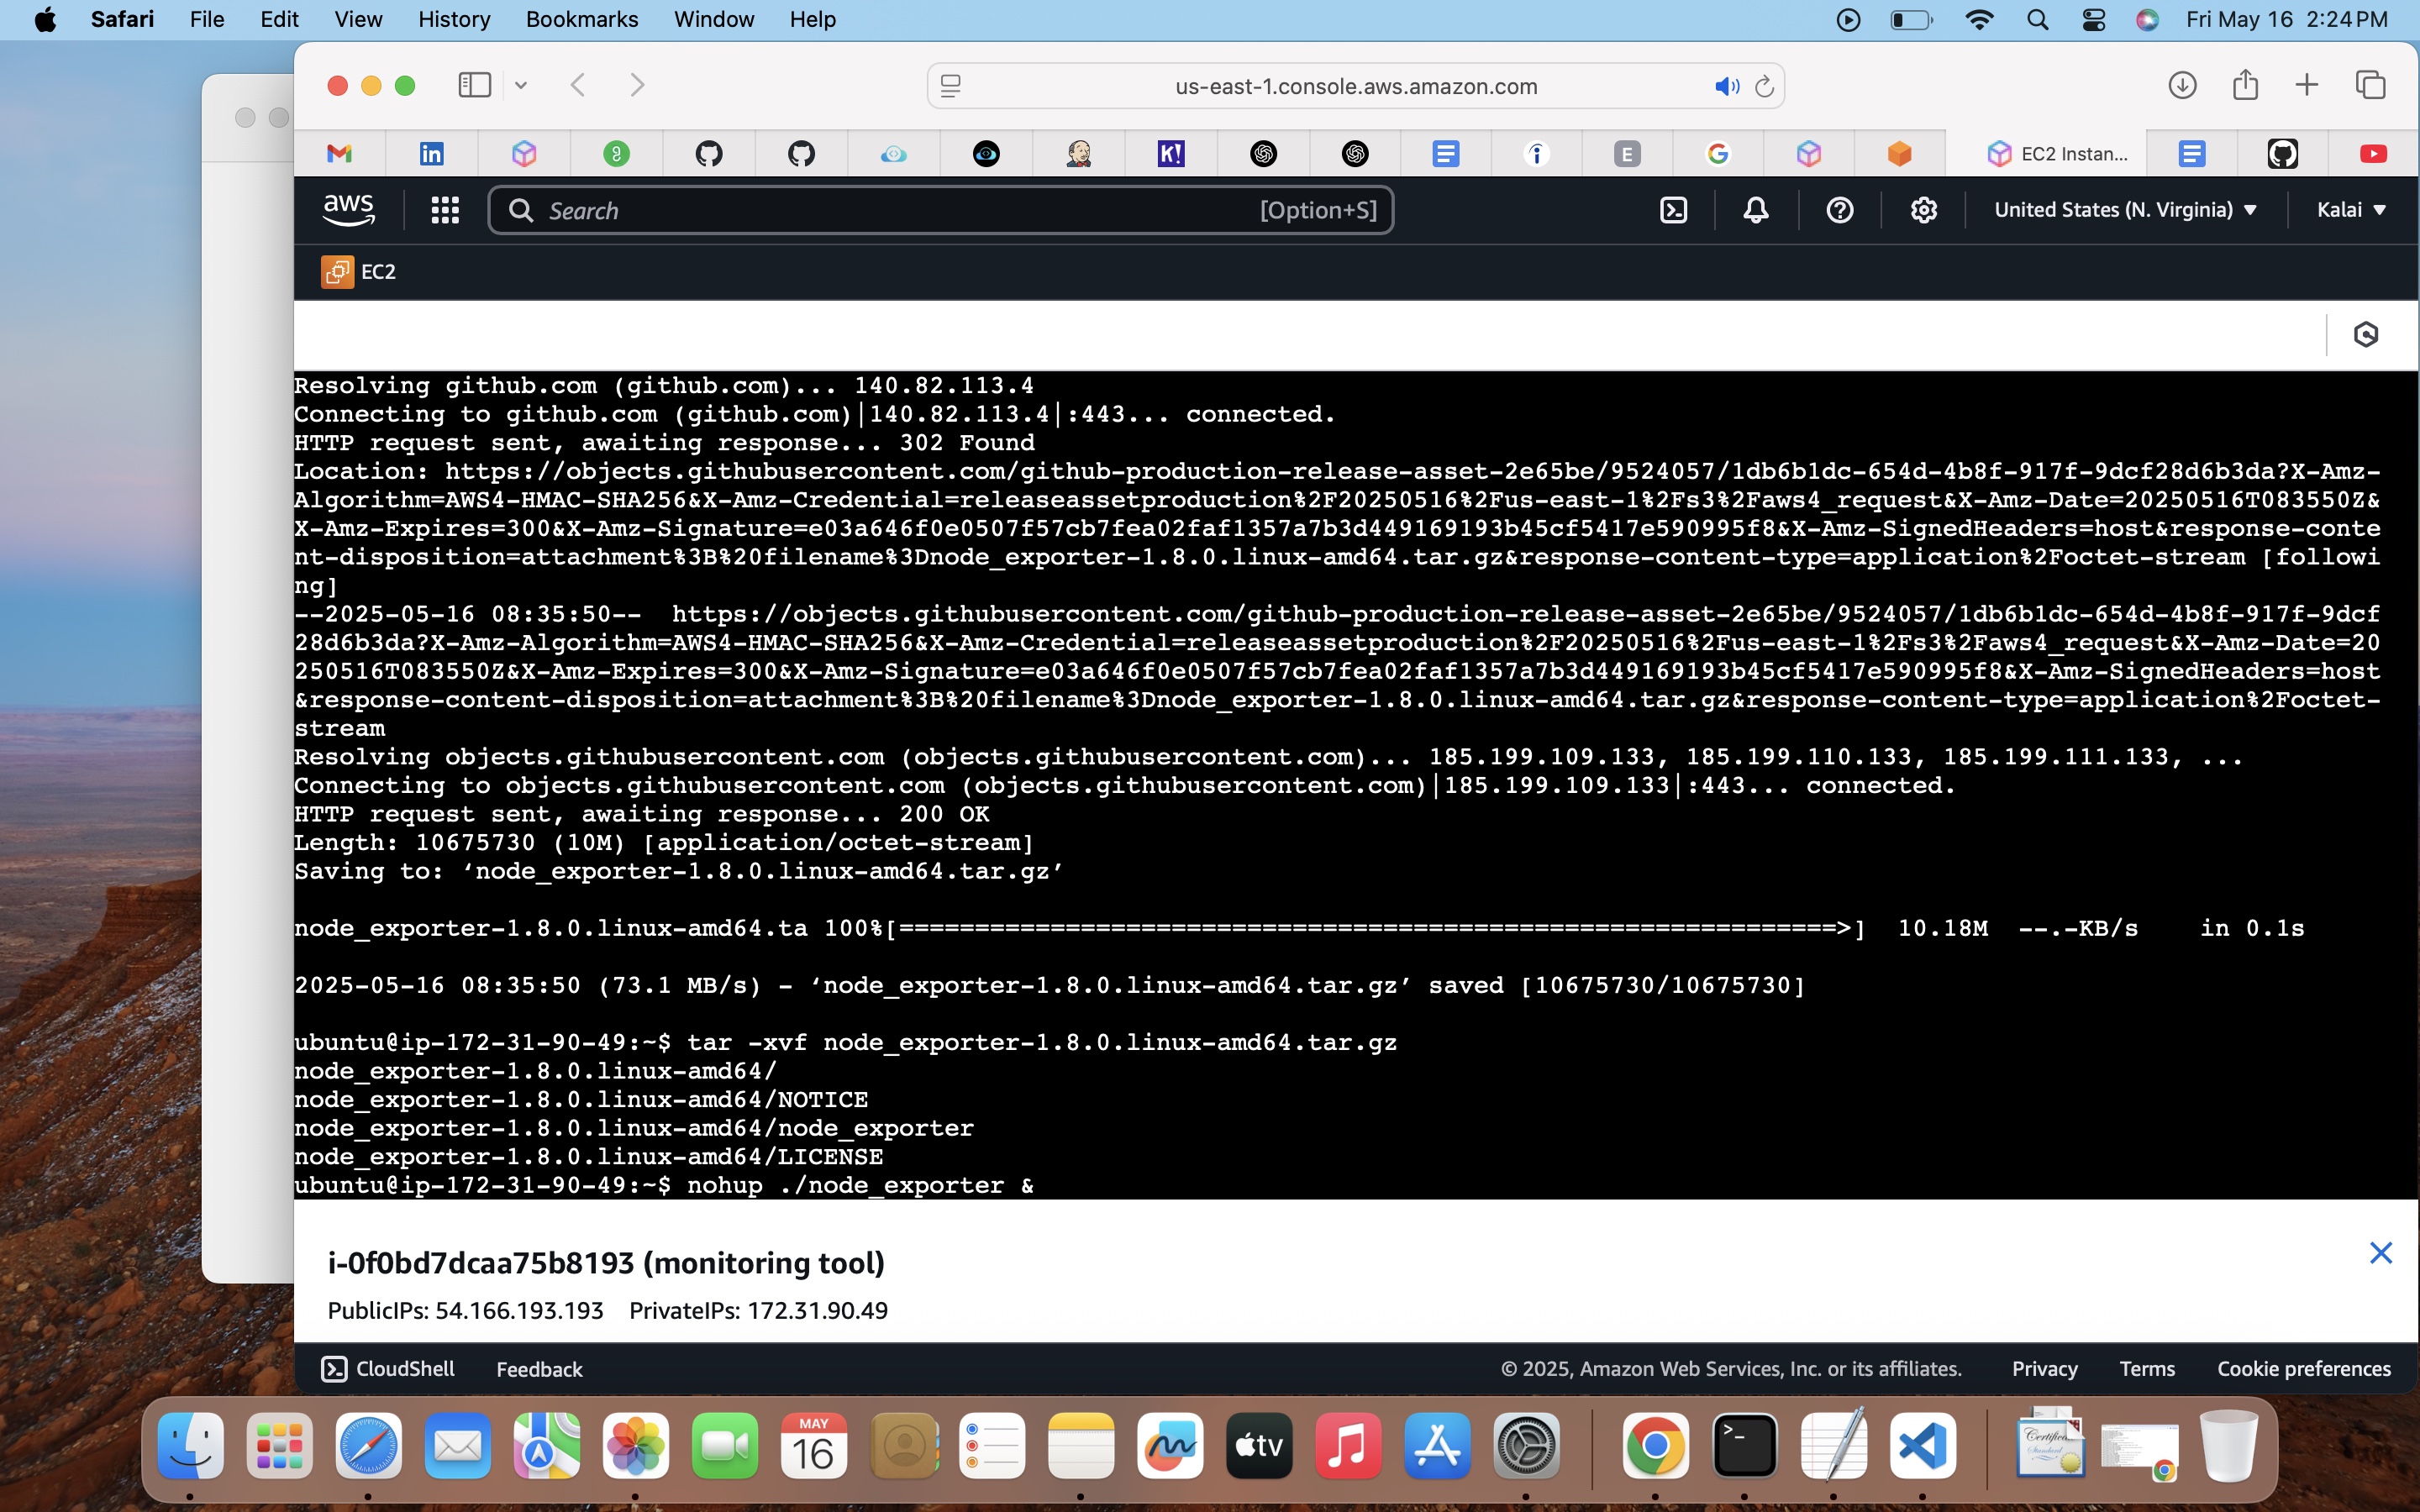 Safari File Edit View History Bookmarks Window Help Fri May 16 2:24 PM
us-east-1.console.aws.amazon.com
in K! E G EC2 Instan...
aws Search [Option+S] United States (N. Virginia) Kalai
EC2
Resolving github.com (github.com)... 140.82.113.4
Connecting to github.com (github.com)|140.82.113.4|:443... connected.
HTTP request sent, awaiting response... 302 Found
Location: https://objects.githubusercontent.com/github-production-release-asset-2e65be/9524057/1db6b1dc-654d-4b8f-917f-9dcf28d6b3da?X-Amz-
Algorithm=AWS4-HMAC-SHA256&X-Amz-Credential=releaseassetproduction%2F20250516%2Fus-east-1%2Fs3%2Faws4_request&X-Amz-Date=20250516T083550Z&
X-Amz-Expires=300&X-Amz-Signature=e03a646f0e0507f57cb7fea02faf1357a7b3d449169193b45cf5417e590995f8&X-Amz-SignedHeaders=host&response-conte
nt-disposition=attachment%3B%20filename%3Dnode_exporter-1.8.0.linux-amd64.tar.gz&response-content-type=application%2Foctet-stream [followi
ng]
--2025-05-16 08:35:50--  https://objects.githubusercontent.com/github-production-release-asset-2e65be/9524057/1db6b1dc-654d-4b8f-917f-9dcf
28d6b3da?X-Amz-Algorithm=AWS4-HMAC-SHA256&X-Amz-Credential=releaseassetproduction%2F20250516%2Fus-east-1%2Fs3%2Faws4_request&X-Amz-Date=20
250516T083550Z&X-Amz-Expires=300&X-Amz-Signature=e03a646f0e0507f57cb7fea02faf1357a7b3d449169193b45cf5417e590995f8&X-Amz-SignedHeaders=host
&response-content-disposition=attachment%3B%20filename%3Dnode_exporter-1.8.0.linux-amd64.tar.gz&response-content-type=application%2Foctet-
stream
Resolving objects.githubusercontent.com (objects.githubusercontent.com)... 185.199.109.133, 185.199.110.133, 185.199.111.133, ...
Connecting to objects.githubusercontent.com (objects.githubusercontent.com)|185.199.109.133|:443... connected.
HTTP request sent, awaiting response... 200 OK
Length: 10675730 (10M) [application/octet-stream]
Saving to: ‘node_exporter-1.8.0.linux-amd64.tar.gz’
node_exporter-1.8.0.linux-amd64.ta 100%[==============================================================>]  10.18M  --.-KB/s    in 0.1s
2025-05-16 08:35:50 (73.1 MB/s) - ‘node_exporter-1.8.0.linux-amd64.tar.gz’ saved [10675730/10675730]
ubuntu@ip-172-31-90-49:~$ tar -xvf node_exporter-1.8.0.linux-amd64.tar.gz
node_exporter-1.8.0.linux-amd64/
node_exporter-1.8.0.linux-amd64/NOTICE
node_exporter-1.8.0.linux-amd64/node_exporter
node_exporter-1.8.0.linux-amd64/LICENSE
ubuntu@ip-172-31-90-49:~$ nohup ./node_exporter &
i-0f0bd7dcaa75b8193 (monitoring tool)
PublicIPs: 54.166.193.193 PrivateIPs: 172.31.90.49
CloudShell Feedback © 2025, Amazon Web Services, Inc. or its affiliates. Privacy Terms Cookie preferences
MAY
16
tv